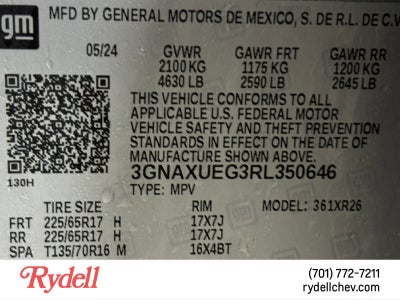 gm
MFD BY GENERAL MOTORS DE MEXICO, S. DE R.L. DE C.V
05/24 GVWR GAWR FRT GAWR RR
2100 KG 1175 KG 1200 KG
4630 LB 2590 LB 2645 LB
THIS VEHICLE CONFORMS TO ALL
APPLICABLE U.S. FEDERAL MOTOR
VEHICLE SAFETY AND THEFT PREVENTION
STANDARDS IN EFFECT ON THE DATE OF
MANUFACTURE SHOWN ABOVE.
130H
3GNAXUEG3RL350646
TYPE: MPV
TIRE SIZE RIM MODEL: 361XR26
FRT 225/65R17 H 17X7J
RR 225/65R17 H 17X7J
SPA T135/70R16 M 16X4BT
Rydell
(701) 772-7211
rydellchev.com